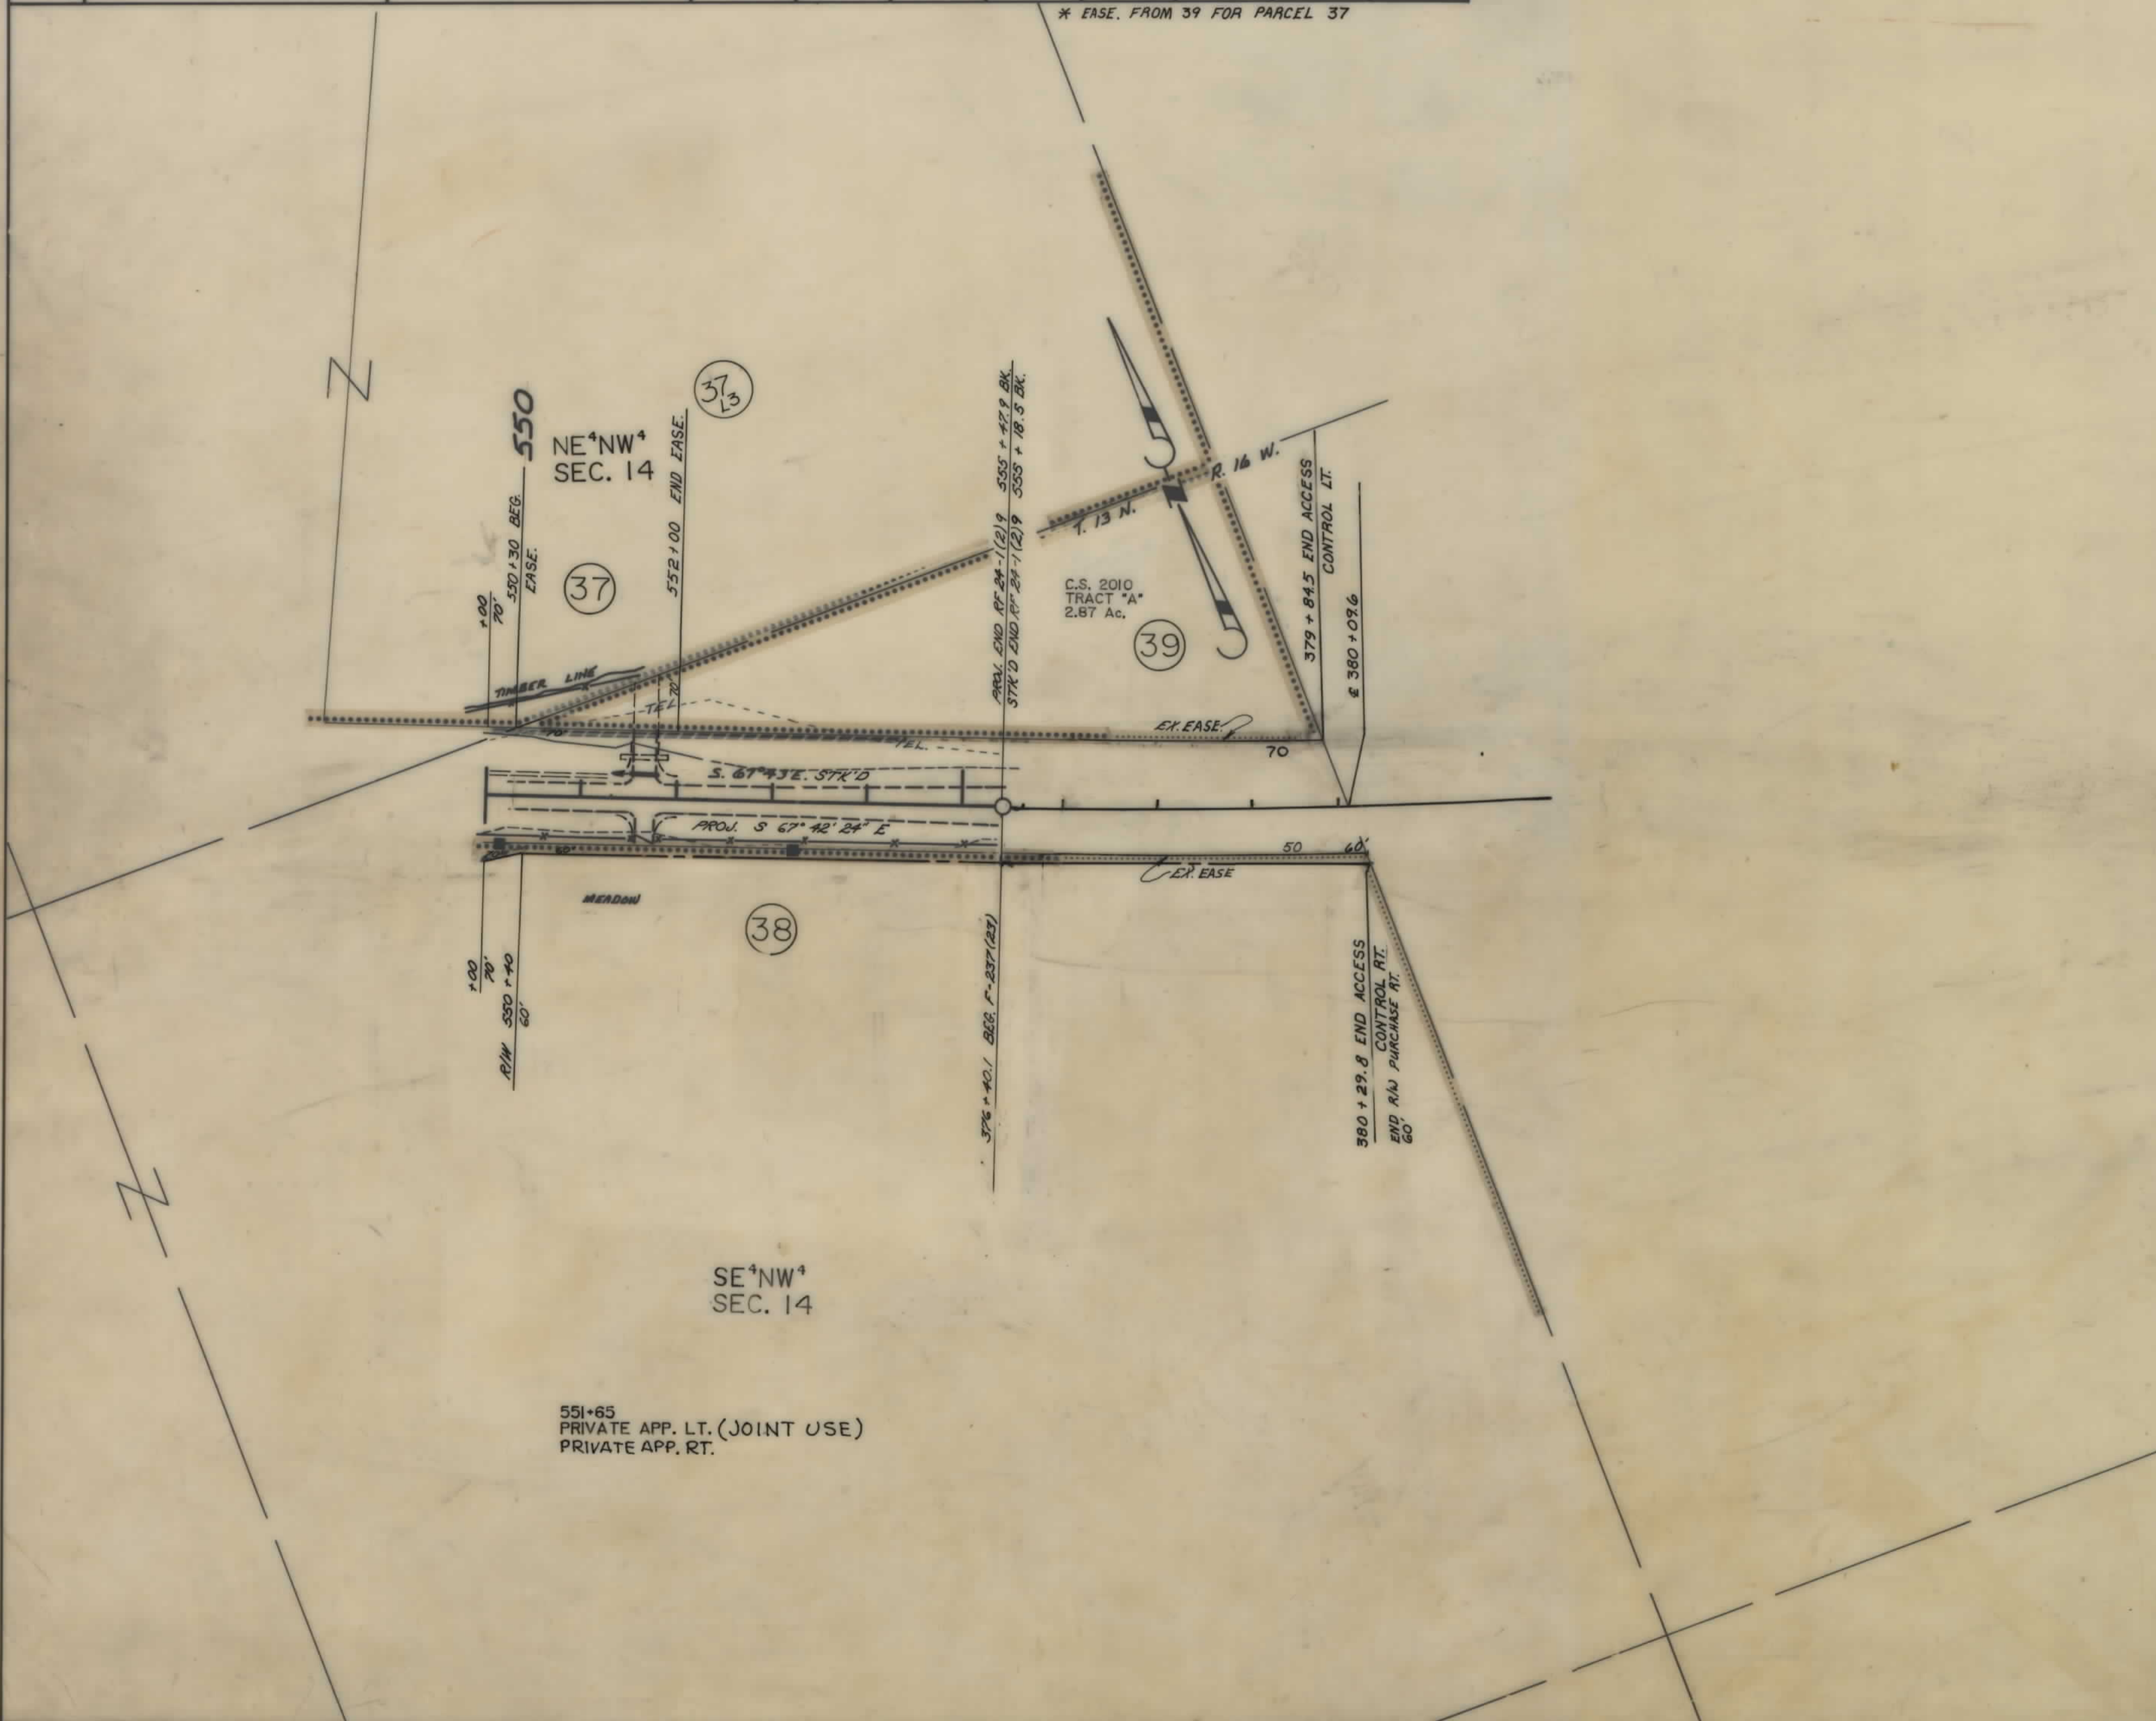 * EASE. FROM 39 FOR PARCEL 37
37
L3
550
NE⁴NW⁴
SEC. 14
550+30 BEG.
EASE.
+00
70'
37
552+00 END EASE.
PROJ. END RF 24-1(2)9 555 + 47.9 BK.
STK'D END RF 24-1(2)9 555 + 18.5 BK.
T. 13 N.
R. 16 W.
379 + 84.5 END ACCESS
CONTROL LT.
C.S. 2010
TRACT "A"
2.87 Ac.
39
℄ 380 + 09.6
TIMBER LINE
TEL
70'
70'
TEL.
EX. EASE.
70
S. 67°43'E. STK'D
PROJ. S 67° 42' 24" E
60'
50
60'
EX. EASE
MEADOW
38
+00
70'
R/W 550 + 40
60'
376 + 40.1 BEG. F-237(23)
380 + 29.8 END ACCESS
CONTROL RT.
END R/W PURCHASE RT.
60'
SE⁴NW⁴
SEC. 14
551+65
PRIVATE APP. LT. (JOINT USE)
PRIVATE APP. RT.